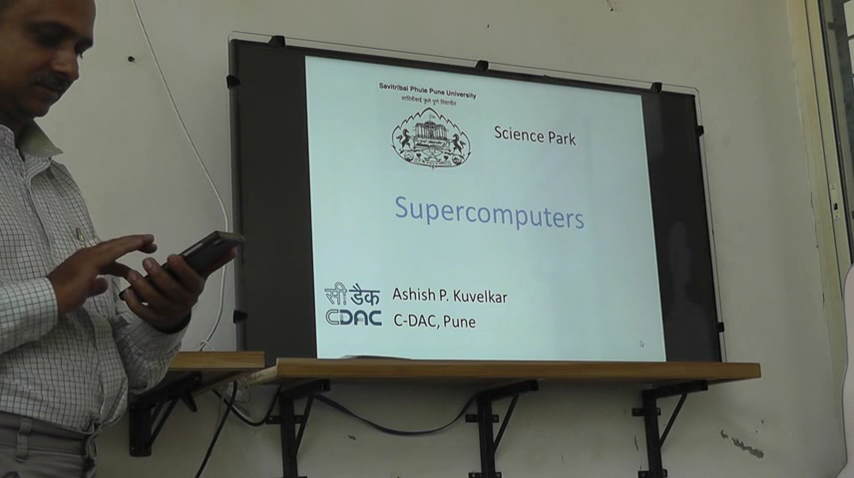 Savitribai Phule Pune University
सावित्रीबाई फुले पुणे विद्यापीठ
Science Park
Supercomputers
सी डैक
CDAC
Ashish P. Kuvelkar
C-DAC, Pune